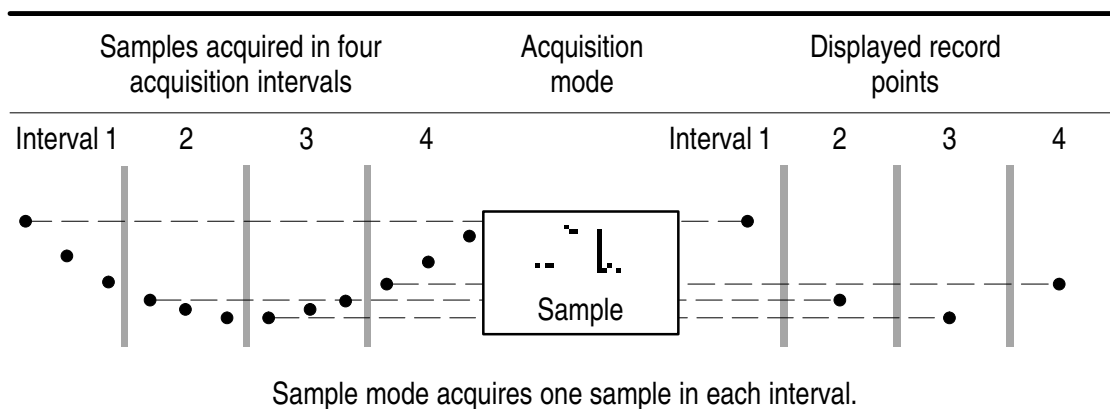 Samples acquired in four
acquisition intervals
Acquisition
mode
Displayed record
points
Interval 1 2 3 4
Interval 1 2 3 4
Sample
Sample mode acquires one sample in each interval.